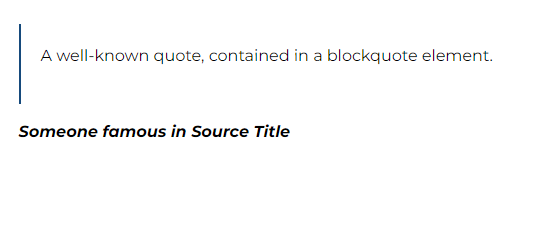 A well-known quote, contained in a blockquote element.
Someone famous in Source Title